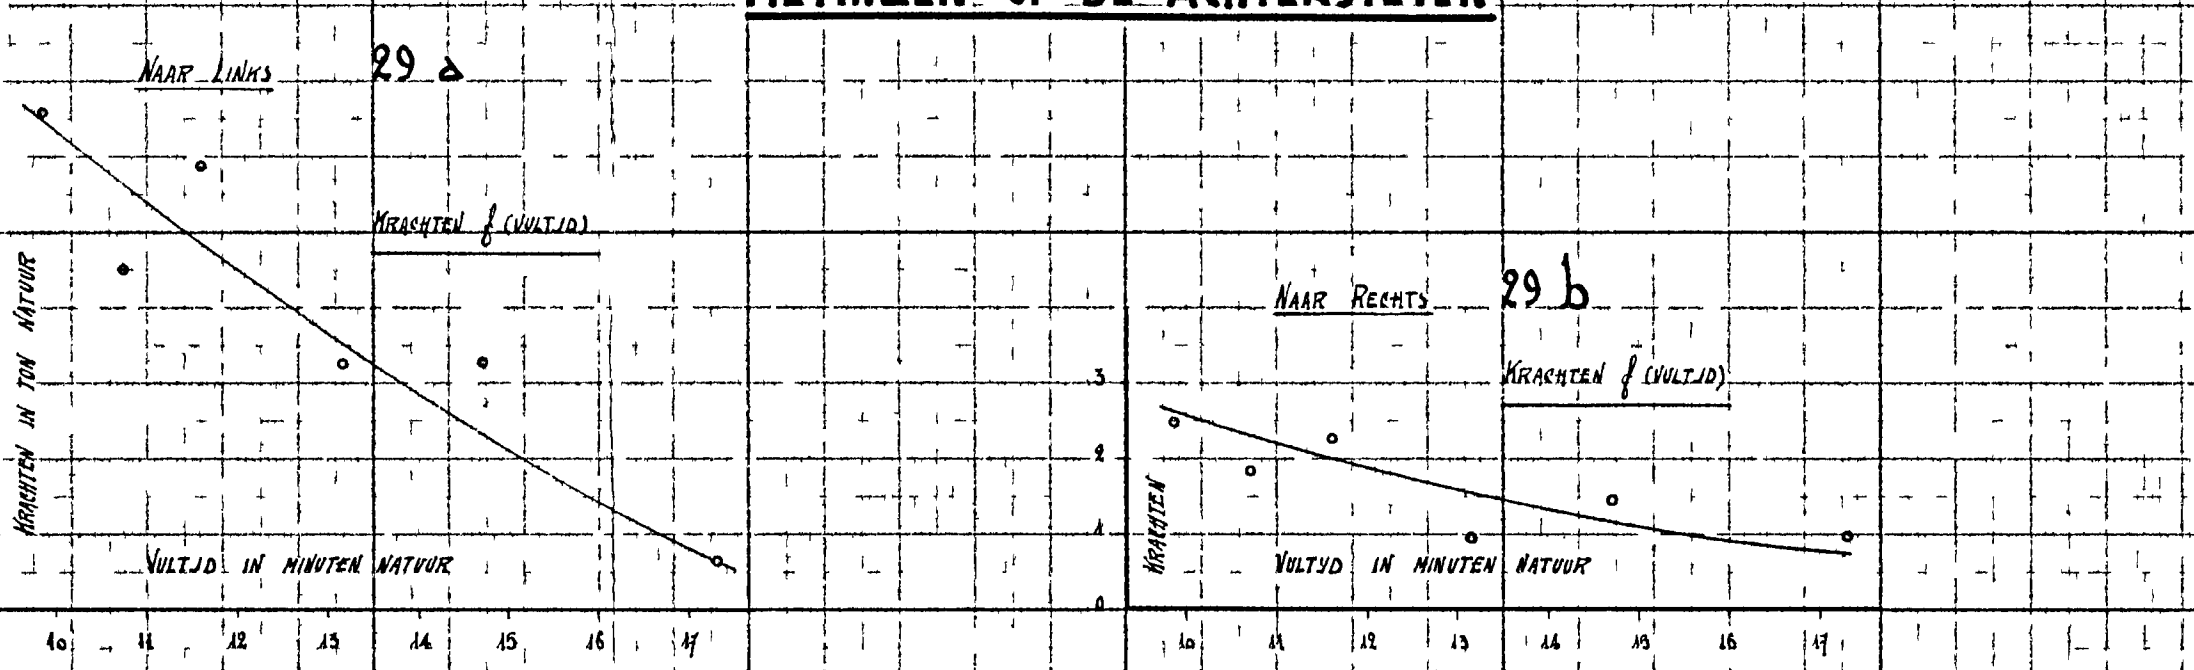 NAAR LINKS
29 a
KRACHTEN f (VULTIJD)
KRACHTEN IN TON NATUUR
VULTIJD IN MINUTEN NATUUR
10 11 12 13 14 15 16 17
NAAR RECHTS
29 b
KRACHTEN f (VULTIJD)
3
2
1
0
KRACHTEN
VULTIJD IN MINUTEN NATUUR
10 11 12 13 14 15 16 17